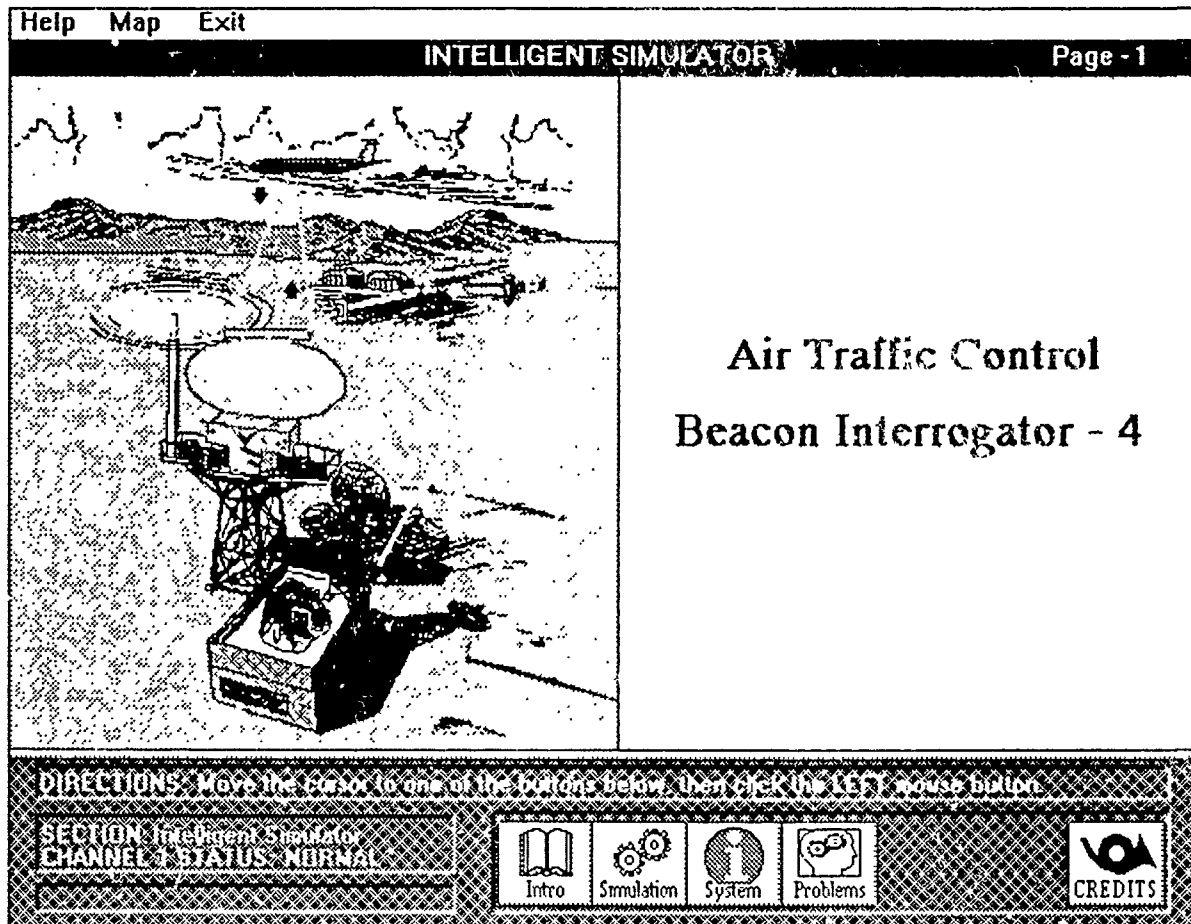 Help Map Exit
INTELLIGENT SIMULATOR Page - 1
Air Traffic Control
Beacon Interrogator - 4
DIRECTIONS: Move the cursor to one of the buttons below, then click the LEFT mouse button.
SECTION: Intelligent Simulator
CHANNEL 1 STATUS: NORMAL
Intro Simulation System Problems CREDITS